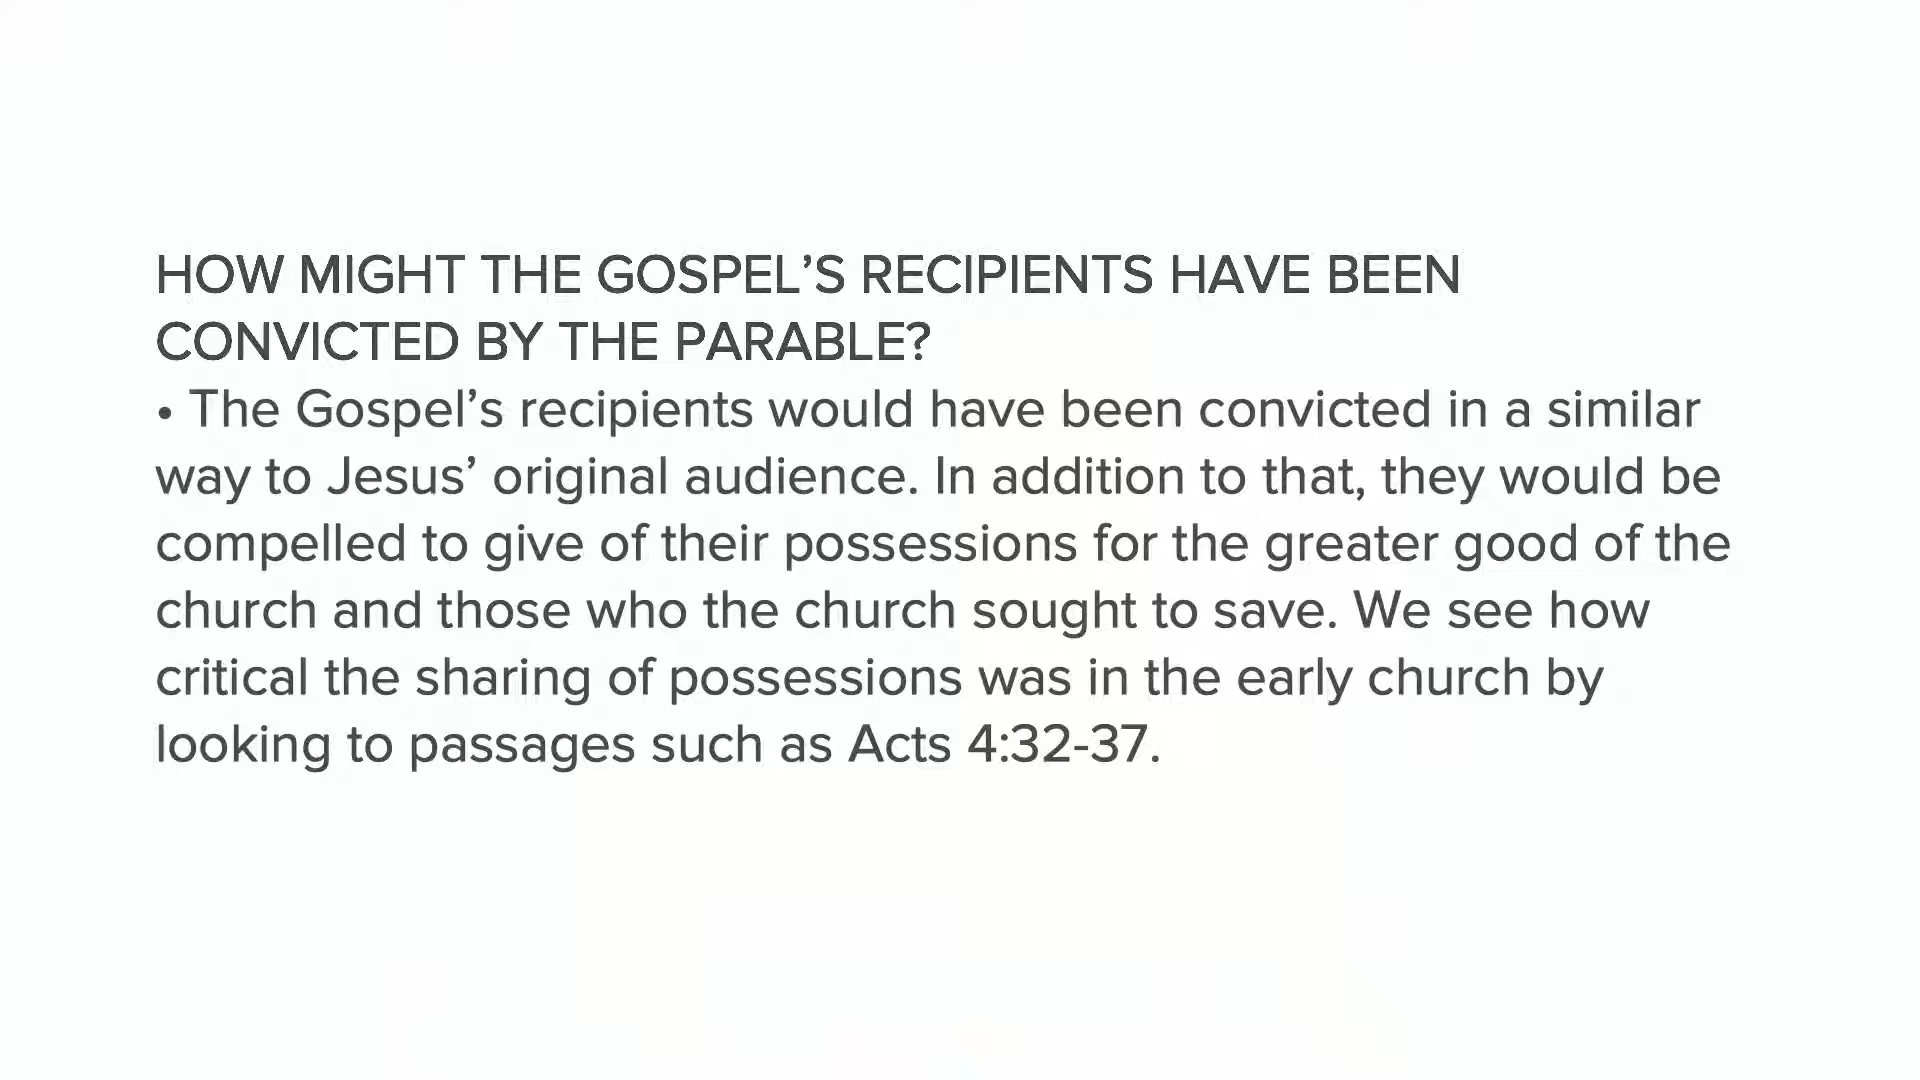 HOW MIGHT THE GOSPEL’S RECIPIENTS HAVE BEEN
CONVICTED BY THE PARABLE?
• The Gospel’s recipients would have been convicted in a similar
way to Jesus’ original audience. In addition to that, they would be
compelled to give of their possessions for the greater good of the
church and those who the church sought to save. We see how
critical the sharing of possessions was in the early church by
looking to passages such as Acts 4:32-37.